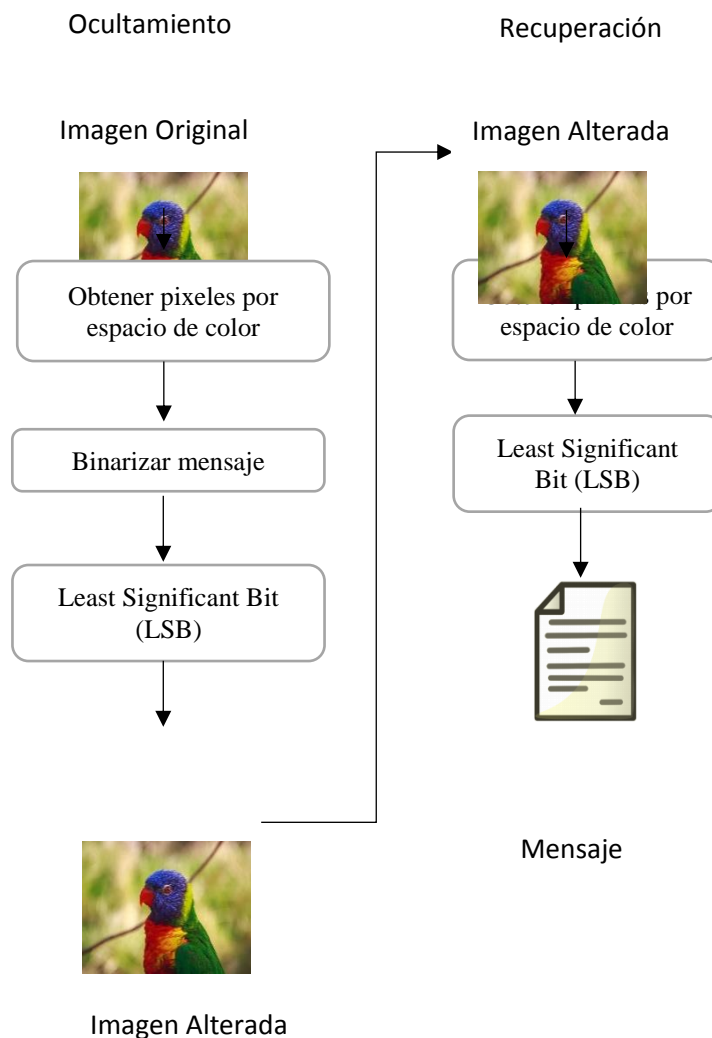 Ocultamiento
Imagen Original
Obtener pixeles por
espacio de color
Binarizar mensaje
Least Significant Bit
(LSB)
Imagen Alterada
Recuperación
Imagen Alterada
por
espacio de color
Least Significant
Bit (LSB)
Mensaje